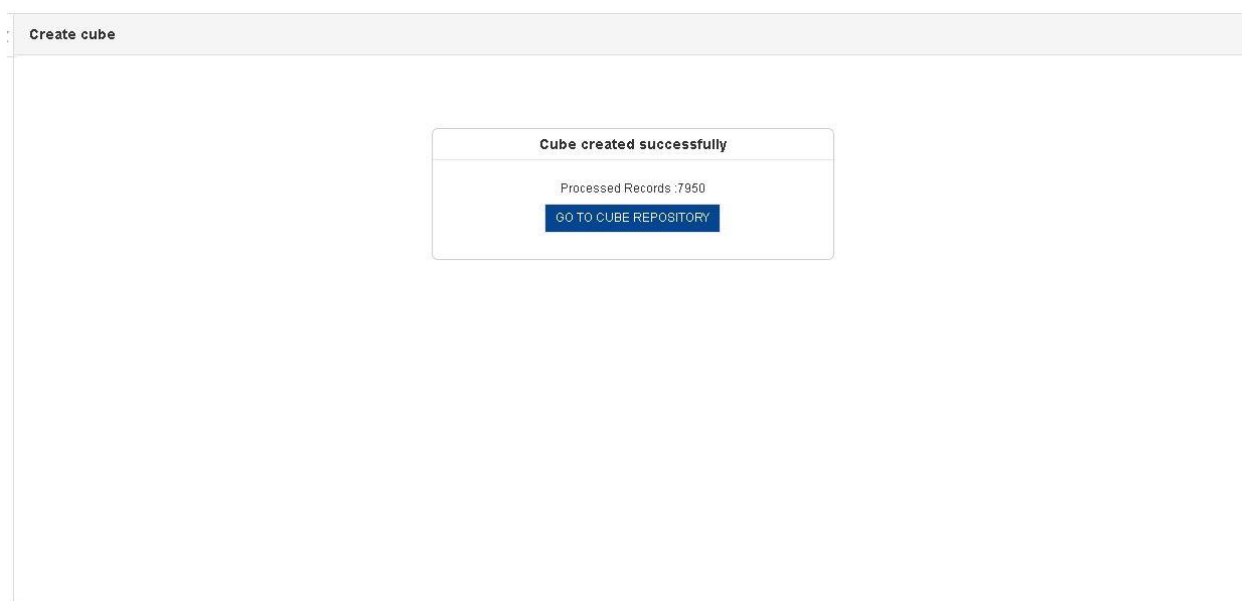 Create cube
Cube created successfully
Processed Records :7950
GO TO CUBE REPOSITORY